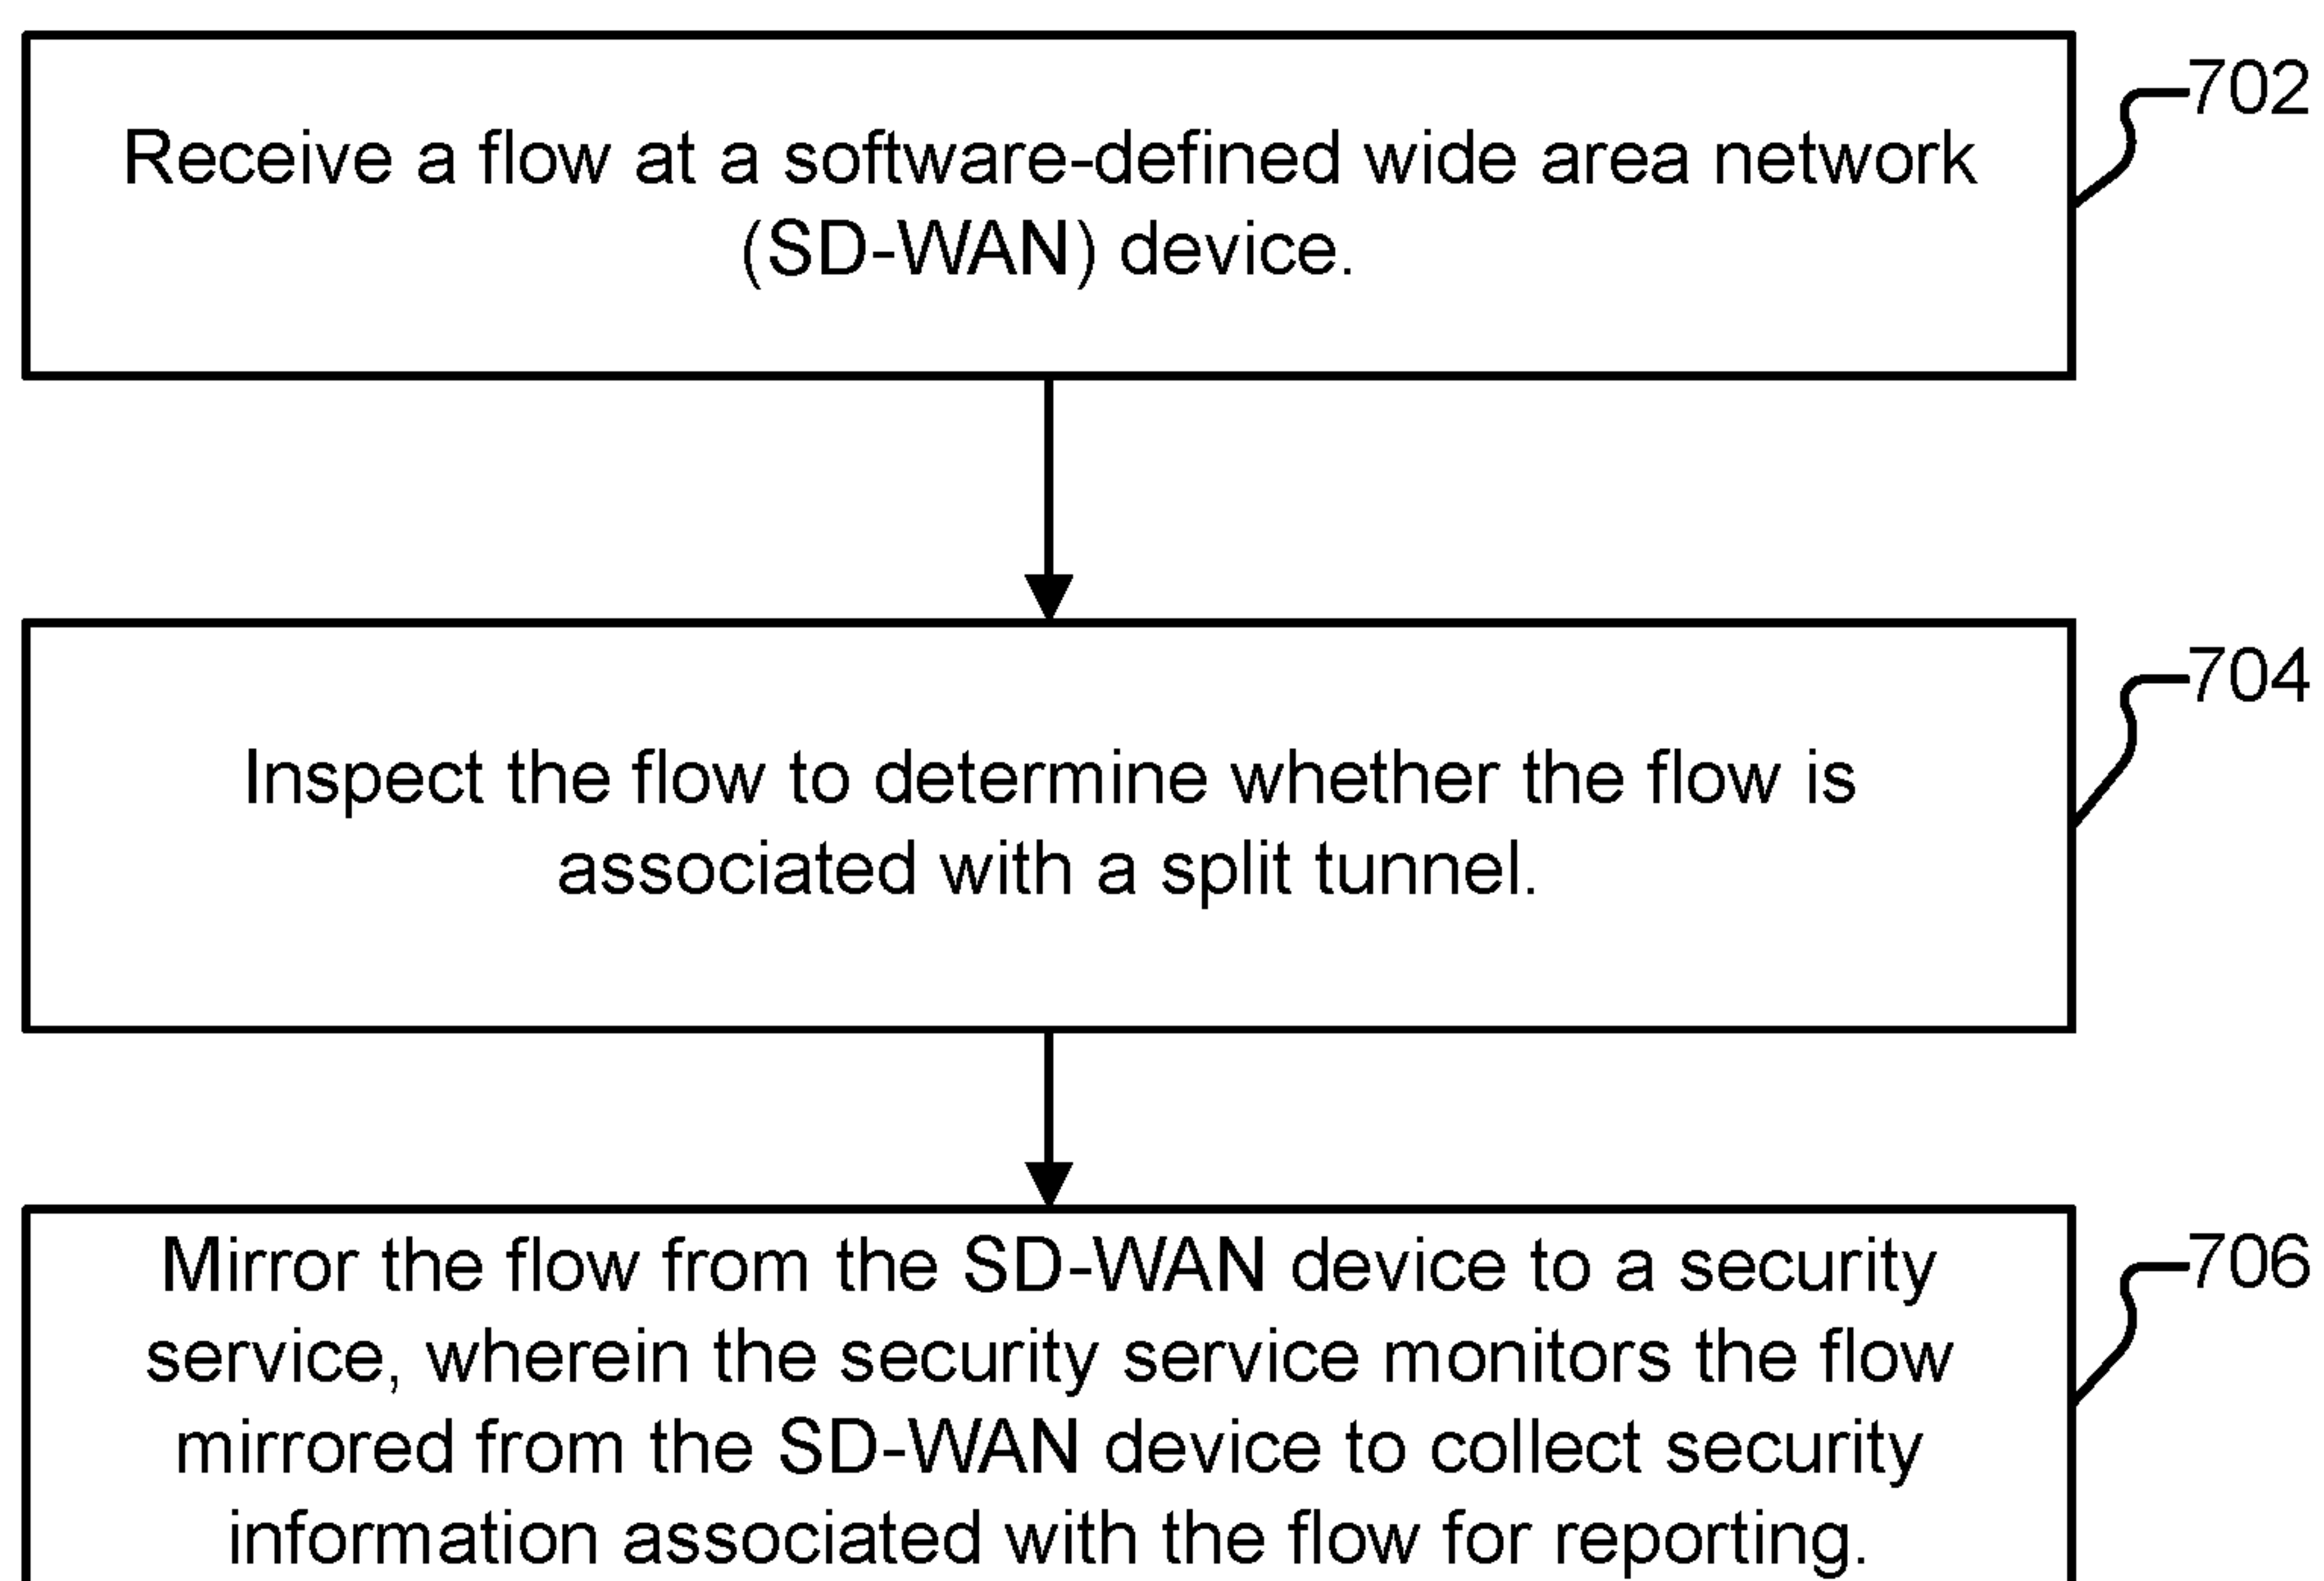 702
Receive a flow at a software-defined wide area network
(SD-WAN) device.
704
Inspect the flow to determine whether the flow is
associated with a split tunnel.
706
Mirror the flow from the SD-WAN device to a security
service, wherein the security service monitors the flow
mirrored from the SD-WAN device to collect security
information associated with the flow for reporting.